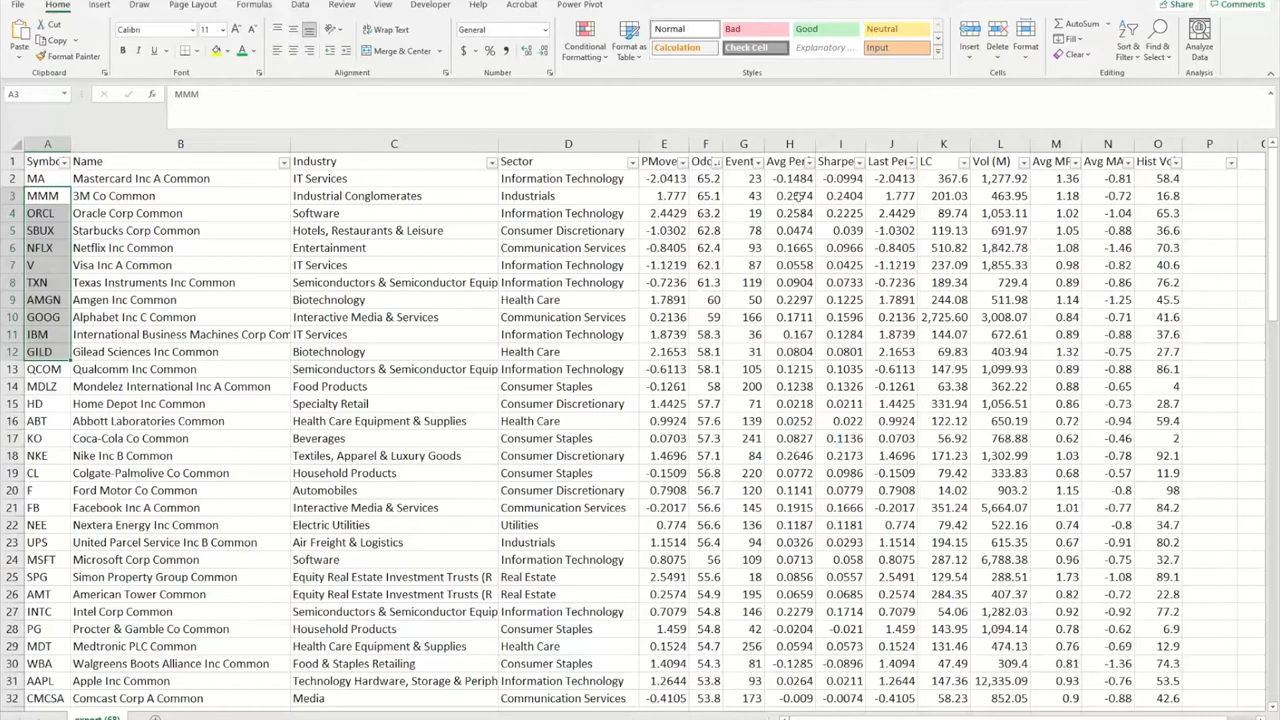 File Home Insert Draw Page Layout Formulas Data Review View Developer Help Acrobat Power Pivot Share Comments
Cut Calibri 11 Wrap Text General Normal Bad Good Neutral AutoSum
Copy Fill
Paste Format Painter B I U Merge & Center $ % Conditional Formatting Format as Table Calculation Check Cell Explanatory ... Input Insert Delete Format Clear Sort & Filter Find & Select Analyze Data
Clipboard Font Alignment Number Styles Cells Editing Analysis
A3 fx MMM
A B C D E F G H I J K L M N O P
1 Symbo Name Industry Sector PMove Odd Event Avg Per Sharpe Last Per LC Vol (M) Avg MF Avg MA Hist Vo
2 MA Mastercard Inc A Common IT Services Information Technology -2.0413 65.2 23 -0.1484 -0.0994 -2.0413 367.6 1,277.92 1.36 -0.81 58.4
3 MMM 3M Co Common Industrial Conglomerates Industrials 1.777 65.1 43 0.2404 1.777 201.03 463.95 1.18 -0.72 16.8
4 ORCL Oracle Corp Common Software Information Technology 2.4429 63.2 19 0.2584 0.2225 2.4429 89.74 1,053.11 1.02 -1.04 65.3
5 SBUX Starbucks Corp Common Hotels, Restaurants & Leisure Consumer Discretionary -1.0302 62.8 78 0.0474 0.039 -1.0302 119.13 691.97 1.05 -0.88 36.6
6 NFLX Netflix Inc Common Entertainment Communication Services -0.8405 62.4 93 0.1665 0.0966 -0.8405 510.82 1,842.78 1.08 -1.46 70.3
7 V Visa Inc A Common IT Services Information Technology -1.1219 62.1 87 0.0558 0.0425 -1.1219 237.09 1,855.33 0.98 -0.82 40.6
8 TXN Texas Instruments Inc Common Semiconductors & Semiconductor Equip Information Technology -0.7236 61.3 119 0.0904 0.0733 -0.7236 189.34 729.4 0.89 -0.86 76.2
9 AMGN Amgen Inc Common Biotechnology Health Care 1.7891 60 50 0.2297 0.1255 1.7891 244.08 511.98 1.14 -1.25 45.5
10 GOOG Alphabet Inc C Common Interactive Media & Services Communication Services 0.2136 59 166 0.1711 0.1596 0.2136 2,725.60 3,008.07 0.84 -0.71 41.6
11 IBM International Business Machines Corp Com IT Services Information Technology 1.8739 58.3 36 0.167 0.1284 1.8739 144.07 672.61 0.89 -0.88 37.6
12 GILD Gilead Sciences Inc Common Biotechnology Health Care 2.1653 58.1 31 0.0804 0.0801 2.1653 69.83 403.94 1.32 -0.75 27.7
13 QCOM Qualcomm Inc Common Semiconductors & Semiconductor Equip Information Technology -0.6113 58.1 105 0.1215 0.1035 -0.6113 147.95 1,099.93 0.89 -0.88 86.1
14 MDLZ Mondelez International Inc A Common Food Products Consumer Staples -0.1261 58 200 0.1238 0.1326 -0.1261 63.38 362.22 0.88 -0.65 4
15 HD Home Depot Inc Common Specialty Retail Consumer Discretionary 1.4425 57.7 71 0.0218 0.0211 1.4425 331.94 1,056.51 0.86 -0.73 28.7
16 ABT Abbott Laboratories Common Health Care Equipment & Supplies Health Care 0.9924 57.6 139 0.0252 0.022 0.9924 122.12 650.19 0.72 -0.94 59.4
17 KO Coca-Cola Co Common Beverages Consumer Staples 0.0703 57.3 241 0.0827 0.1136 0.0703 56.92 768.88 0.62 -0.46 2
18 NKE Nike Inc B Common Textiles, Apparel & Luxury Goods Consumer Discretionary 1.4696 57.1 84 0.2646 0.2173 1.4696 171.23 1,302.99 1.03 -0.78 92.1
19 CL Colgate-Palmolive Co Common Household Products Consumer Staples -0.1509 56.8 220 0.0772 0.0986 -0.1509 79.42 333.83 0.68 -0.57 11.9
20 F Ford Motor Co Common Automobiles Consumer Discretionary 0.7908 56.7 120 0.1141 0.0779 0.7908 14.02 903.2 1.15 -0.8 98
21 FB Facebook Inc A Common Interactive Media & Services Communication Services -0.2017 56.6 145 0.1915 0.1466 -0.2017 351.24 5,664.07 1.01 -0.77 84.2
22 NEE Nextera Energy Inc Common Electric Utilities Utilities 0.774 56.6 136 0.1187 0.1181 0.774 79.42 522.16 0.74 -0.8 34.7
23 UPS United Parcel Service Inc B Common Air Freight & Logistics Industrials 1.1514 56.4 94 0.0326 0.0299 1.1514 194.15 615.35 0.67 -0.91 80.2
24 MSFT Microsoft Corp Common Software Information Technology 0.8075 56 109 0.0713 0.058 0.8075 287.12 6,788.38 0.96 -0.75 32.7
25 SPG Simon Property Group Common Equity Real Estate Investment Trusts (R Real Estate 2.5491 55.6 18 0.0856 0.0557 2.5491 129.54 288.51 1.73 -1.08 89.1
26 AMT American Tower Common Equity Real Estate Investment Trusts (R Real Estate 0.2574 54.9 195 0.0659 0.0685 0.2574 284.35 407.37 0.82 -0.72 22.8
27 INTC Intel Corp Common Semiconductors & Semiconductor Equip Information Technology 0.7079 54.8 116 0.2279 0.1714 0.7079 54.06 1,282.03 0.92 -0.92 77.2
28 PG Procter & Gamble Co Common Household Products Consumer Staples 1.459 54.8 42 -0.0204 -0.021 1.459 143.95 1,094.14 0.78 -0.62 6.9
29 MDT Medtronic PLC Common Health Care Equipment & Supplies Health Care 0.1524 54.7 256 0.0594 0.0573 0.1524 131.46 474.13 0.76 -0.69 12.9
30 WBA Walgreens Boots Alliance Inc Common Food & Staples Retailing Consumer Staples 1.4094 54.3 81 -0.1285 -0.0896 1.4094 47.49 309.4 0.81 -1.36 74.3
31 AAPL Apple Inc Common Technology Hardware, Storage & Periph Information Technology 1.2644 53.8 113 0.0264 0.0211 1.2644 147.36 12,335.09 0.93 -0.76 53.5
32 CMCSA Comcast Corp A Common Media Communication Services -0.4105 53.8 173 -0.009 -0.0074 -0.4105 58.23 852.05 0.9 -0.88 42.6
export (68)